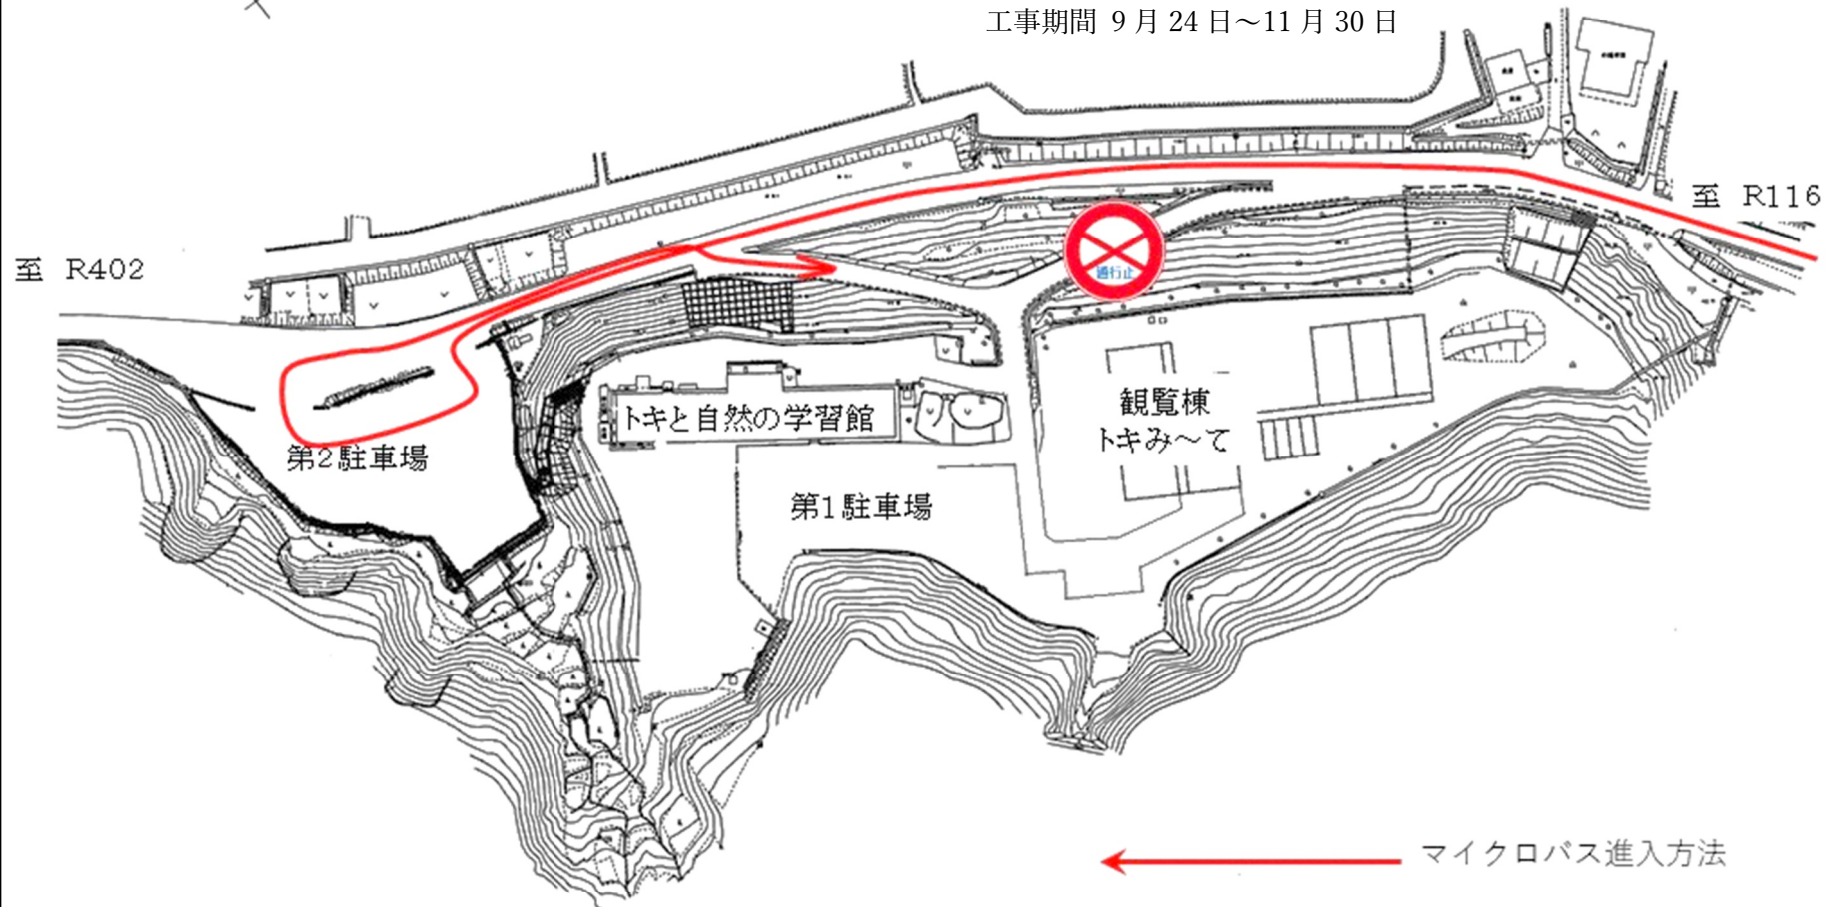 工事期間 9月24日~11月30日
至 R116
至 R402
通行止
トキと自然の学習館
観覧棟
トキみ~て
第2駐車場
第1駐車場
マイクロバス進入方法